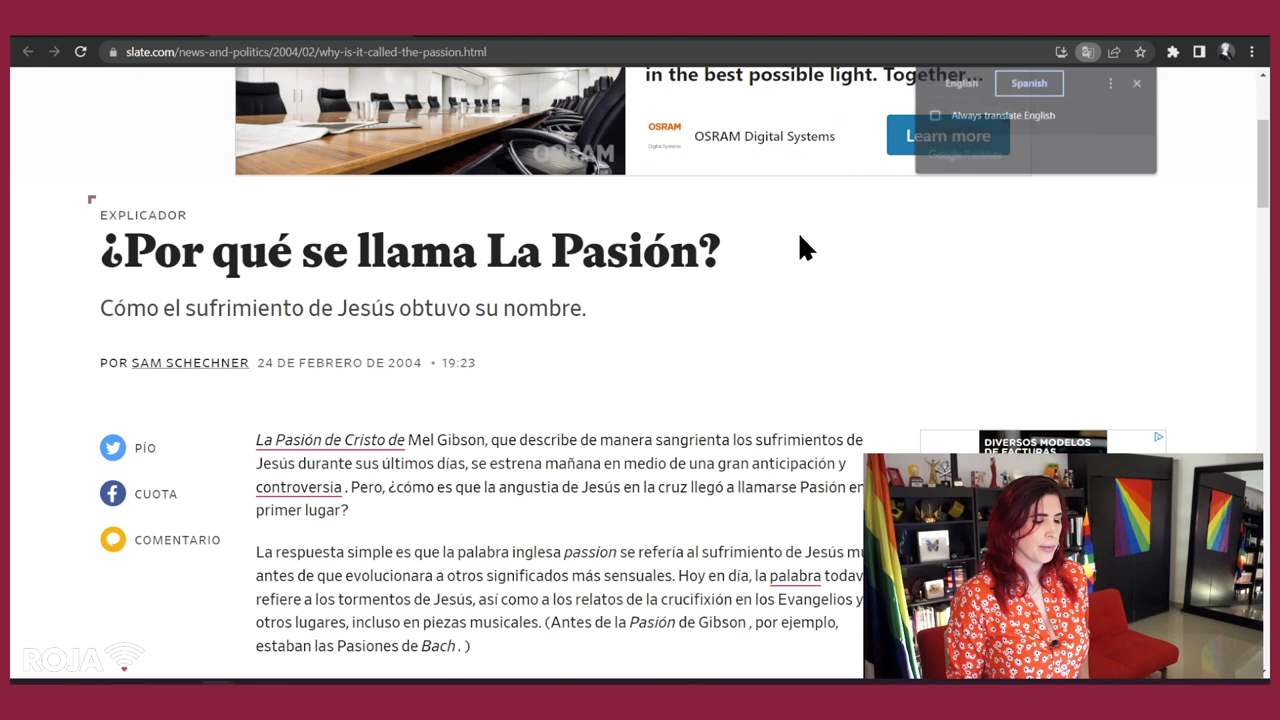 slate.com/news-and-politics/2004/02/why-is-it-called-the-passion.html
in the best possible light. Together...
English
Spanish
Always translate English
OSRAM
Digital Systems
OSRAM Digital Systems
Learn more
Google Translate
OSRAM
EXPLICADOR
¿Por qué se llama La Pasión?
Cómo el sufrimiento de Jesús obtuvo su nombre.
POR SAM SCHECHNER 24 DE FEBRERO DE 2004 • 19:23
PÍO
CUOTA
COMENTARIO
La Pasión de Cristo de Mel Gibson, que describe de manera sangrienta los sufrimientos de
Jesús durante sus últimos días, se estrena mañana en medio de una gran anticipación y
controversia . Pero, ¿cómo es que la angustia de Jesús en la cruz llegó a llamarse Pasión en
primer lugar?
La respuesta simple es que la palabra inglesa passion se refería al sufrimiento de Jesús mu
antes de que evolucionara a otros significados más sensuales. Hoy en día, la palabra todav
refiere a los tormentos de Jesús, así como a los relatos de la crucifixión en los Evangelios y
otros lugares, incluso en piezas musicales. (Antes de la Pasión de Gibson , por ejemplo,
estaban las Pasiones de Bach . )
DIVERSOS MODELOS
DE FACTURAS
ROJA